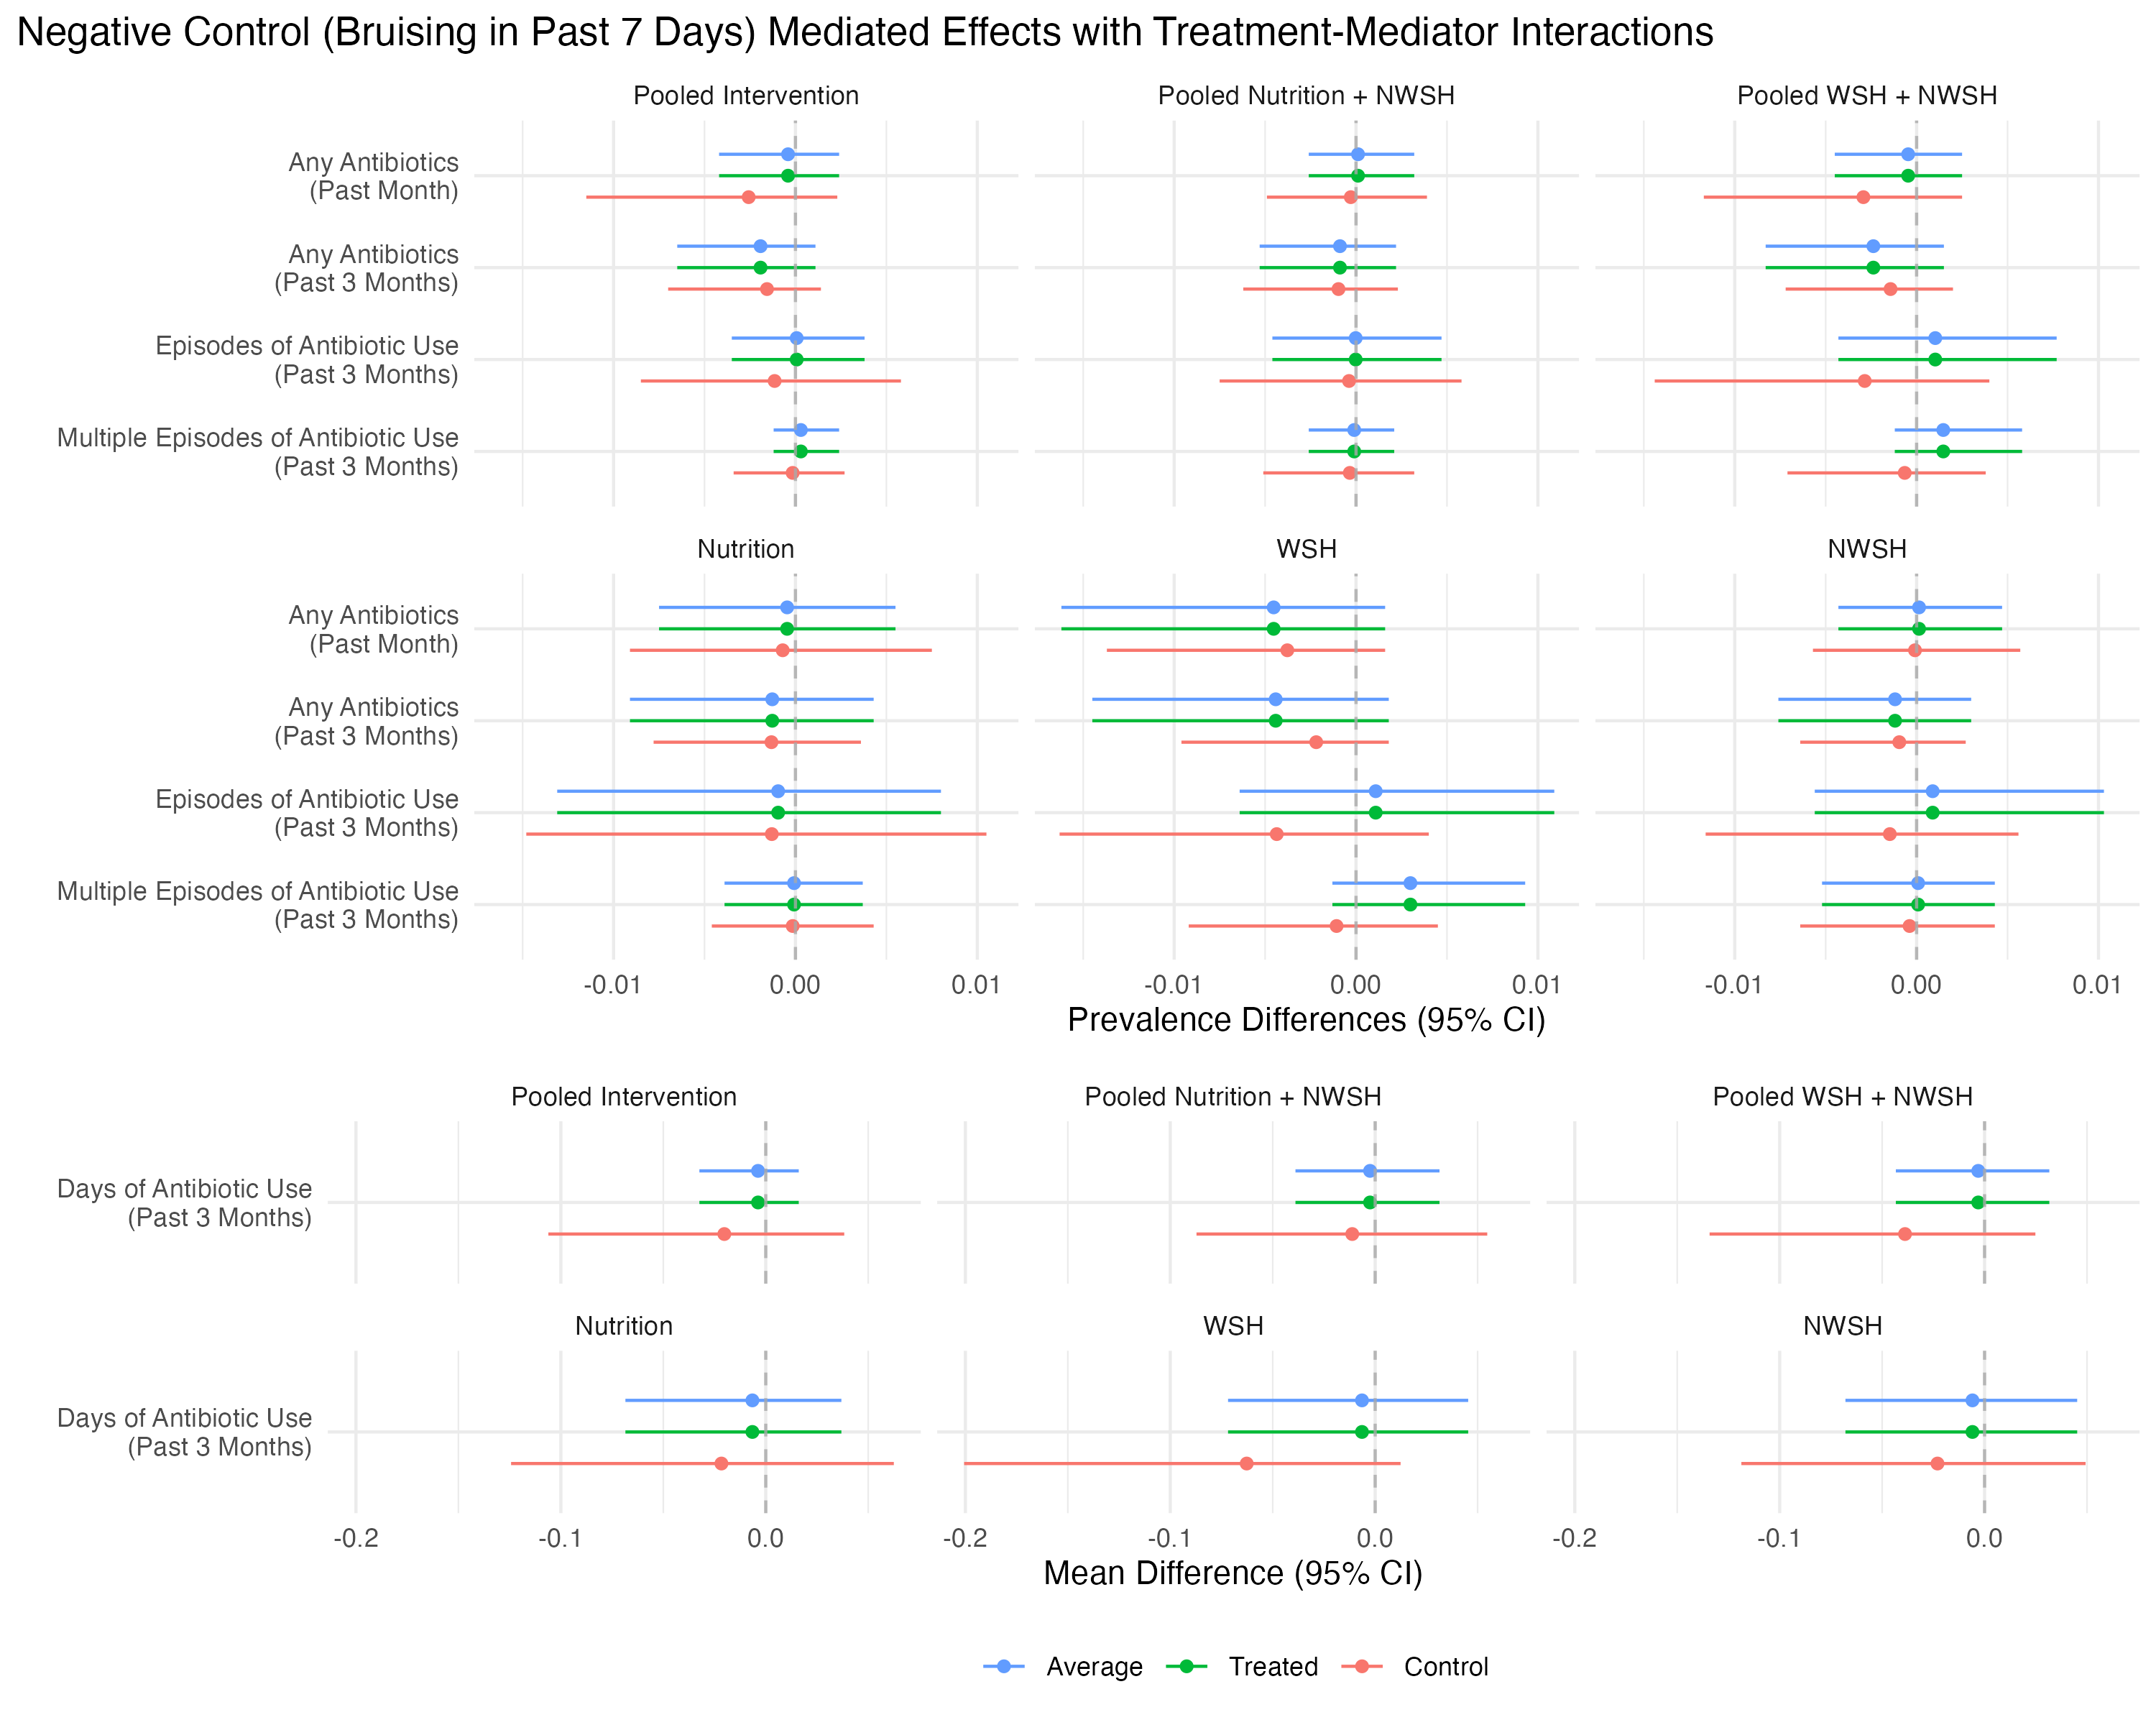 Negative Control (Bruising in Past 7 Days) Mediated Effects with Treatment-Mediator Interactions
Pooled Intervention
Pooled Nutrition + NWSH
Pooled WSH + NWSH
Any Antibiotics
(Past Month)
Any Antibiotics
(Past 3 Months)
Episodes of Antibiotic Use
(Past 3 Months)
Multiple Episodes of Antibiotic Use
(Past 3 Months)
Nutrition
WSH
NWSH
Any Antibiotics
(Past Month)
Any Antibiotics
(Past 3 Months)
Episodes of Antibiotic Use
(Past 3 Months)
Multiple Episodes of Antibiotic Use
(Past 3 Months)
-0.01 0.00 0.01
-0.01 0.00 0.01
-0.01 0.00 0.01
Prevalence Differences (95% CI)
Pooled Intervention
Pooled Nutrition + NWSH
Pooled WSH + NWSH
Days of Antibiotic Use
(Past 3 Months)
Nutrition
WSH
NWSH
Days of Antibiotic Use
(Past 3 Months)
-0.2 -0.1 0.0
-0.2 -0.1 0.0
-0.2 -0.1 0.0
Mean Difference (95% CI)
Average Treated Control